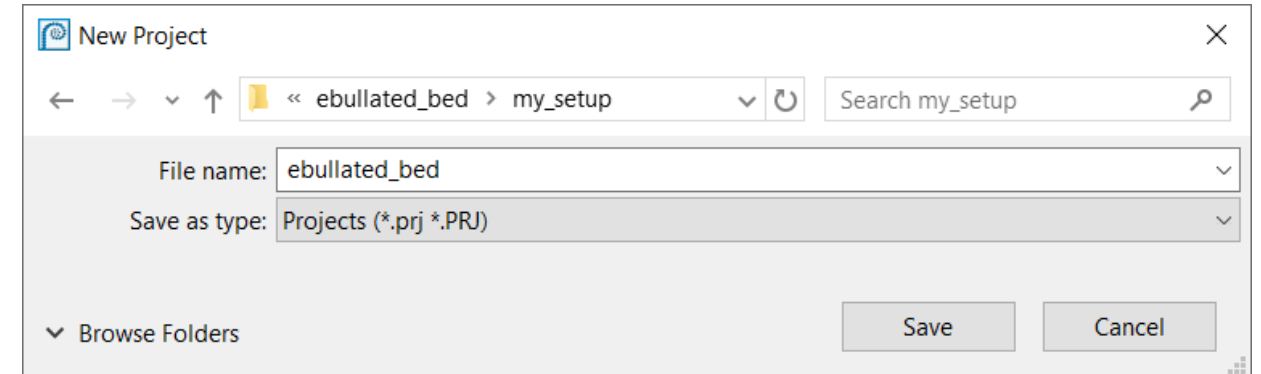 New Project
« ebullated_bed > my_setup
Search my_setup
File name: ebullated_bed
Save as type: Projects (*.prj *.PRJ)
Browse Folders
Save
Cancel